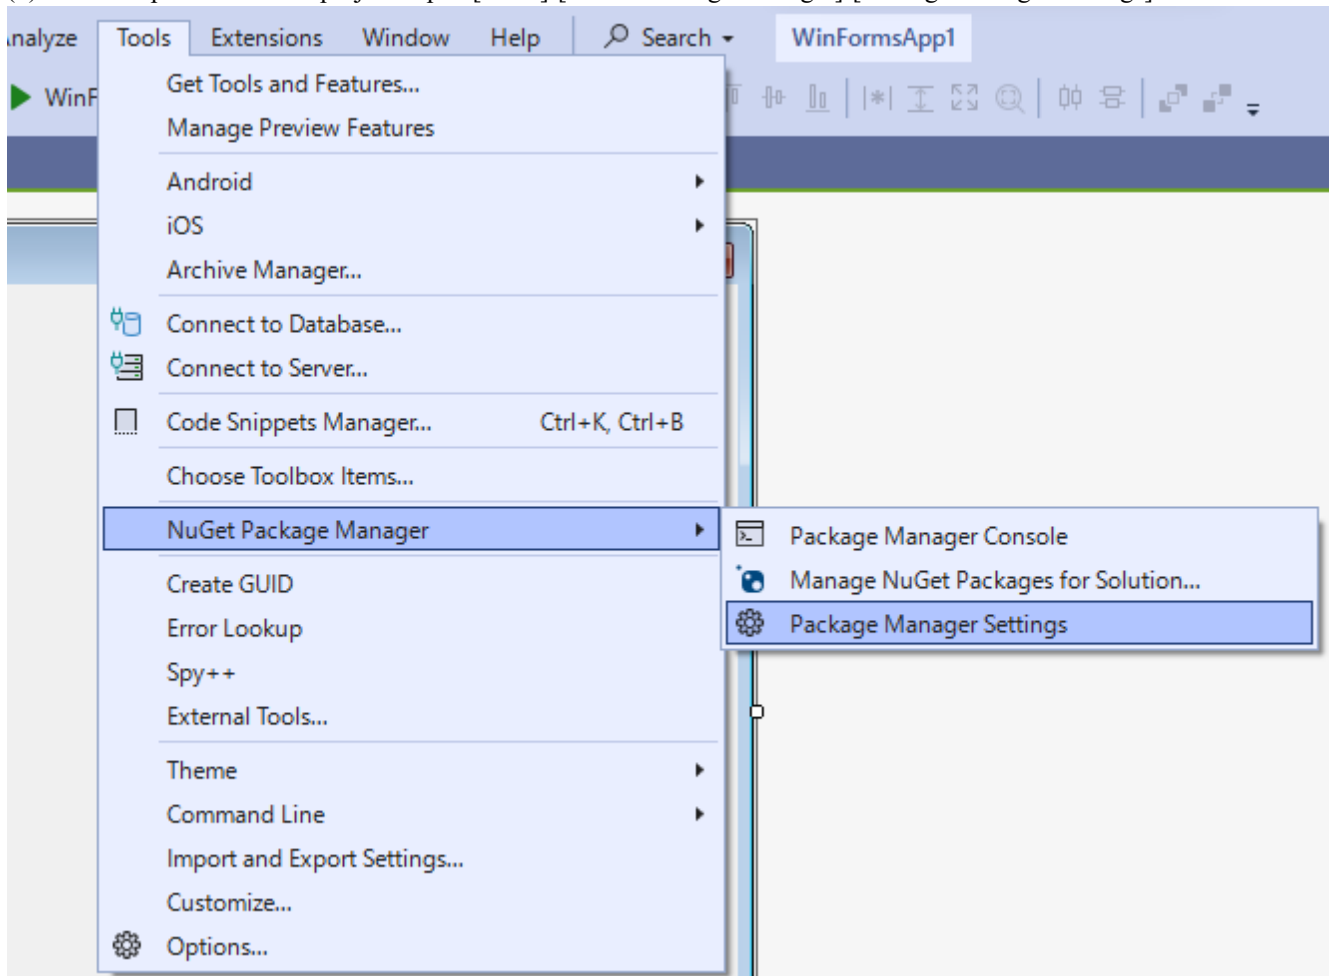 Analyze Tools Extensions Window Help Search WinFormsApp1
WinF
Get Tools and Features...
Manage Preview Features
Android
iOS
Archive Manager...
Connect to Database...
Connect to Server...
Code Snippets Manager... Ctrl+K, Ctrl+B
Choose Toolbox Items...
NuGet Package Manager
Package Manager Console
Manage NuGet Packages for Solution...
Package Manager Settings
Create GUID
Error Lookup
Spy++
External Tools...
Theme
Command Line
Import and Export Settings...
Customize...
Options...